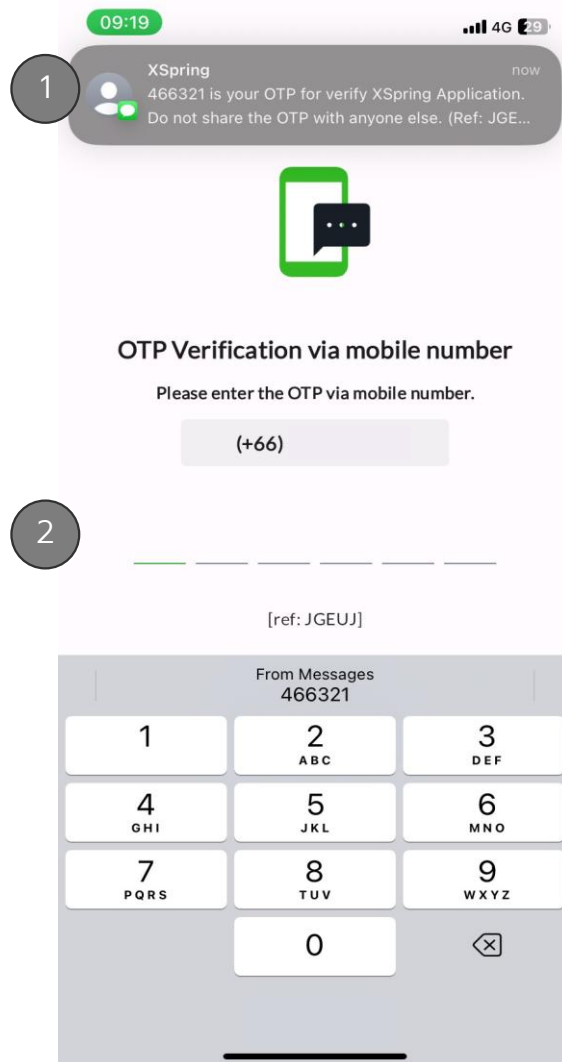 09:19
4G 29
1
XSpring now
466321 is your OTP for verify XSpring Application.
Do not share the OTP with anyone else. (Ref: JGE...
OTP Verification via mobile number
Please enter the OTP via mobile number.
(+66)
2
[ref: JGEUJ]
From Messages
466321
1 2 3
ABC DEF
4 5 6
GHI JKL MNO
7 8 9
PQRS TUV WXYZ
0